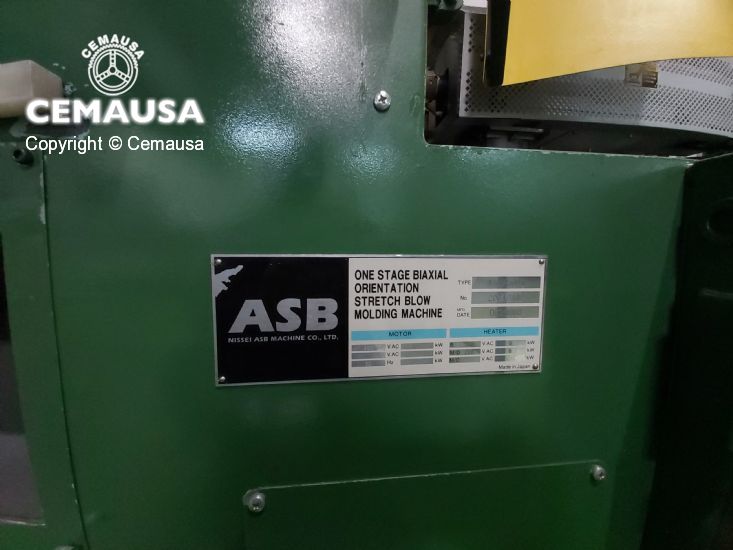 CEMAUSA
CEMAUSA
Copyright © Cemausa
ASB
NISSEI ASB MACHINE CO., LTD.
ONE STAGE BIAXIAL
ORIENTATION
STRETCH BLOW
MOLDING MACHINE
TYPE
No
MFG. DATE
MOTOR
HEATER
V.AC kW
V.AC kW
Hz
V.AC kW
V.AC kW
V.AC kW
Made in Japan